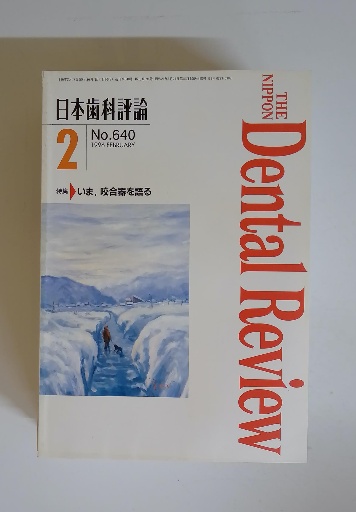 日本歯科評論
2
No.640
1996 FEBRUARY
特集 いま,咬合器を語る
THE
NIPPON
Dental Review